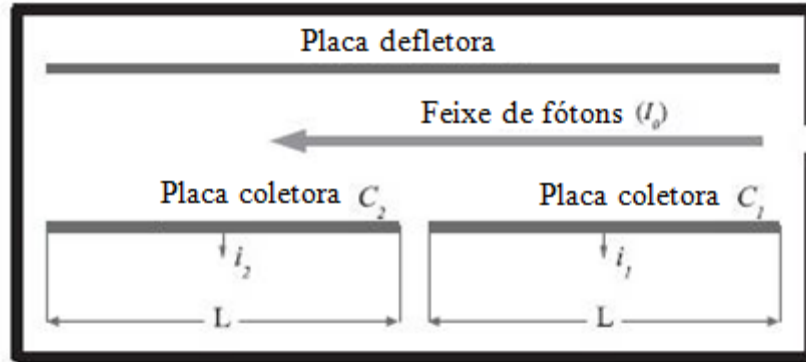 Placa defletora
Feixe de fótons (I₀)
Placa coletora C₂ Placa coletora C₁
i₂ i₁
L L